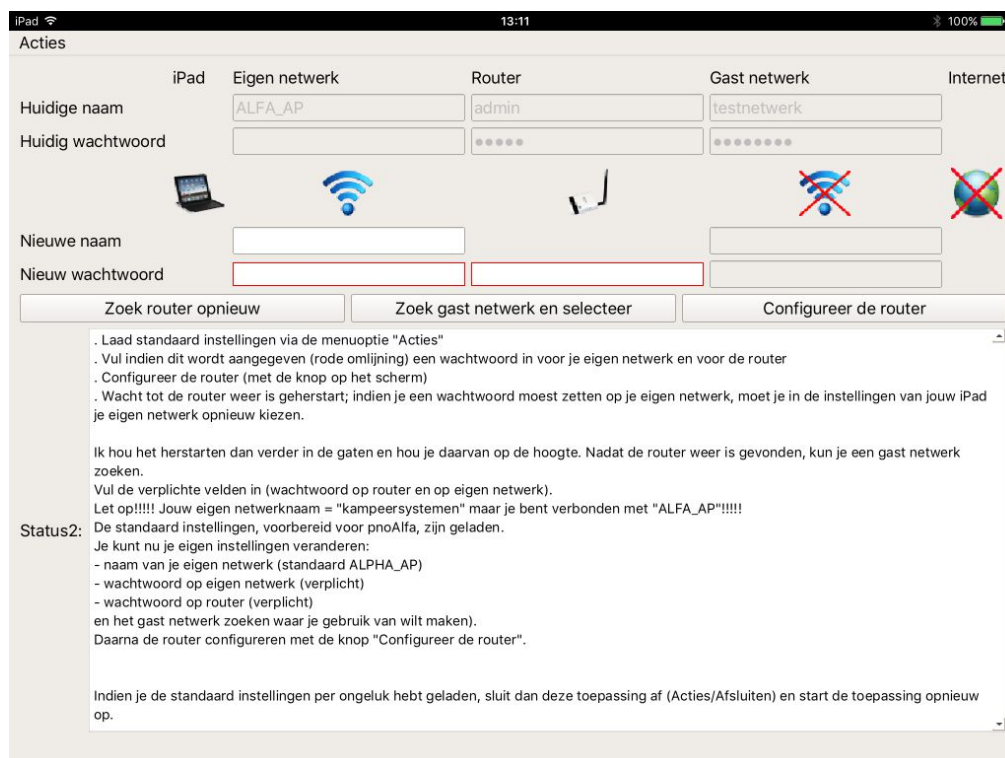 iPad 13:11 100%
Acties
iPad Eigen netwerk Router Gast netwerk Internet
Huidige naam ALFA_AP admin testnetwerk
Huidig wachtwoord ••••• ••••••••
Nieuwe naam
Nieuw wachtwoord
Zoek router opnieuw Zoek gast netwerk en selecteer Configureer de router
. Laad standaard instellingen via de menuoptie "Acties"
. Vul indien dit wordt aangegeven (rode omlijning) een wachtwoord in voor je eigen netwerk en voor de router
. Configureer de router (met de knop op het scherm)
. Wacht tot de router weer is geherstart; indien je een wachtwoord moest zetten op je eigen netwerk, moet je in de instellingen van jouw iPad
je eigen netwerk opnieuw kiezen.
Ik hou het herstarten dan verder in de gaten en hou je daarvan op de hoogte. Nadat de router weer is gevonden, kun je een gast netwerk
zoeken.
Vul de verplichte velden in (wachtwoord op router en op eigen netwerk).
Let op!!!!! Jouw eigen netwerknaam = "kampeersystemen" maar je bent verbonden met "ALFA_AP"!!!!!
Status2: De standaard instellingen, voorbereid voor pnoAlfa, zijn geladen.
Je kunt nu je eigen instellingen veranderen:
- naam van je eigen netwerk (standaard ALPHA_AP)
- wachtwoord op eigen netwerk (verplicht)
- wachtwoord op router (verplicht)
en het gast netwerk zoeken waar je gebruik van wilt maken).
Daarna de router configureren met de knop "Configureer de router".
Indien je de standaard instellingen per ongeluk hebt geladen, sluit dan deze toepassing af (Acties/Afsluiten) en start de toepassing opnieuw
op.